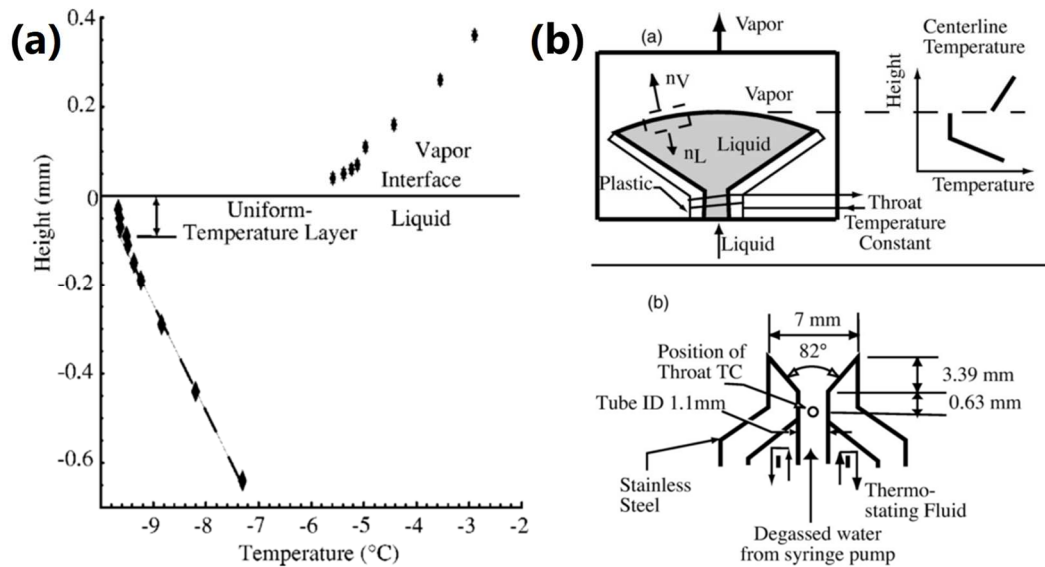 (a)
0.4
0.2
0
-0.2
-0.4
-0.6
Height (mm)
Vapor
Interface
Liquid
Uniform-
Temperature Layer
-9
-8
-7
-6
-5
-4
-3
-2
Temperature (°C)
(b)
(a)
Vapor
nV
Vapor
nL
Liquid
Plastic
Liquid
Throat
Temperature
Constant
Centerline
Temperature
Height
Temperature
(b)
7 mm
82°
Position of
Throat TC
3.39 mm
0.63 mm
Tube ID 1.1mm
Stainless
Steel
Thermo-
stating Fluid
Degassed water
from syringe pump